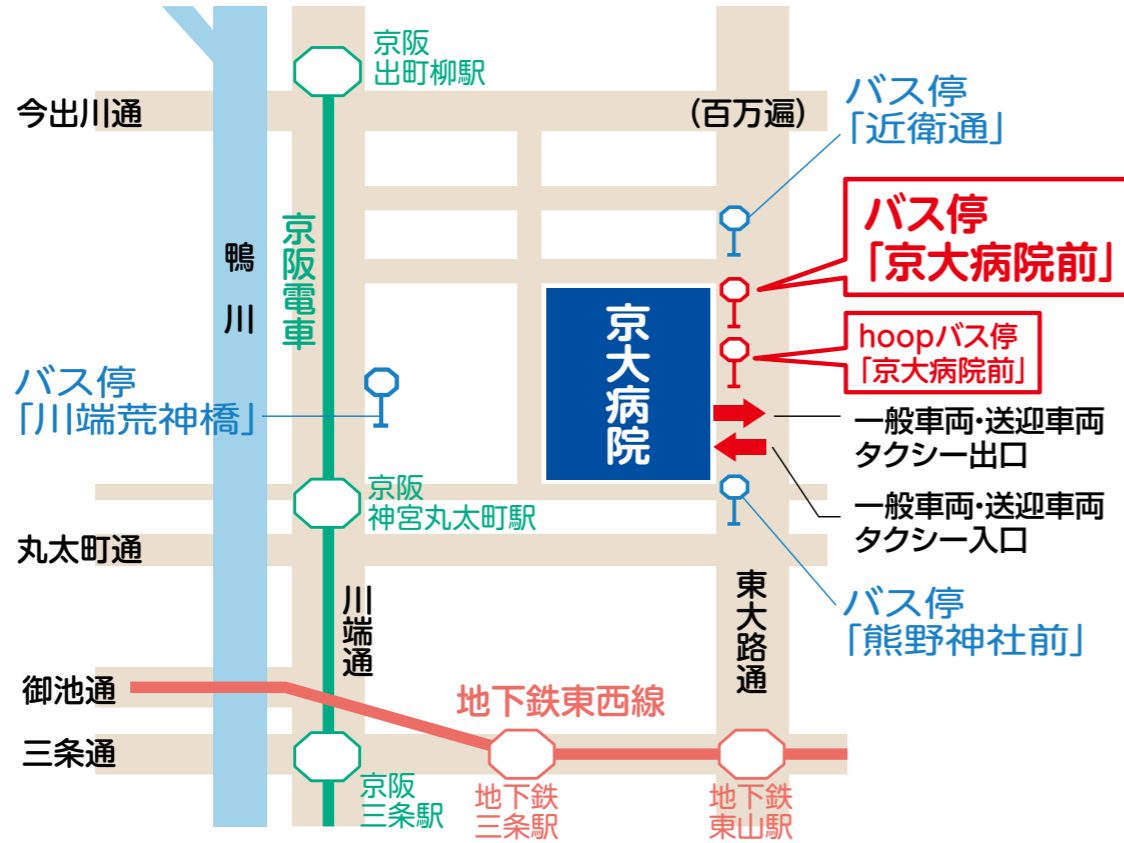 京阪
出町柳駅
今出川通
(百万遍)
バス停
「近衛通」
バス停
「京大病院前」
鴨川
京阪電車
京大病院
hoopバス停
「京大病院前」
バス停
「川端荒神橋」
一般車両・送迎車両
タクシー出口
京阪
神宮丸太町駅
一般車両・送迎車両
タクシー入口
丸太町通
川端通
東大路通
バス停
「熊野神社前」
御池通
地下鉄東西線
三条通
京阪
三条駅
地下鉄
三条駅
地下鉄
東山駅